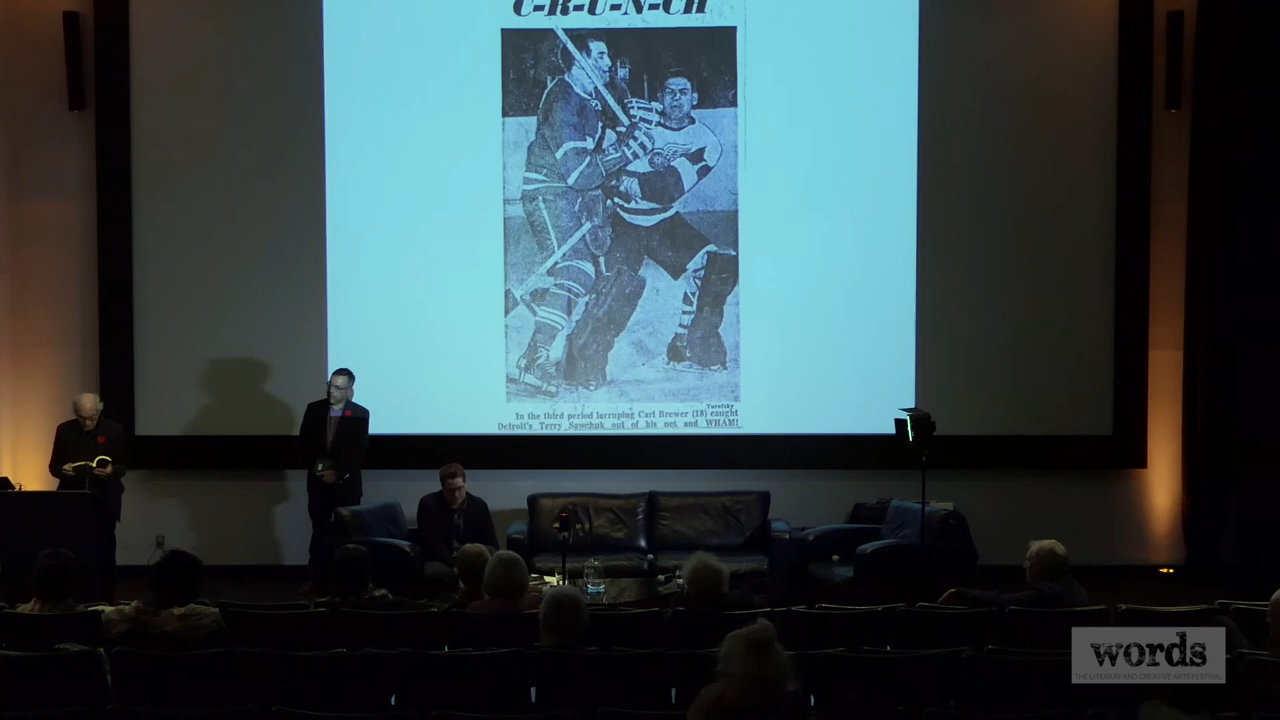 C-R-U-N-CH
Turofsky
In the third period larruping Carl Brewer (18) caught
Detroit's Terry Sawchuk out of his net and WHAM!
words
THE LITERARY AND CREATIVE ARTS FESTIVAL